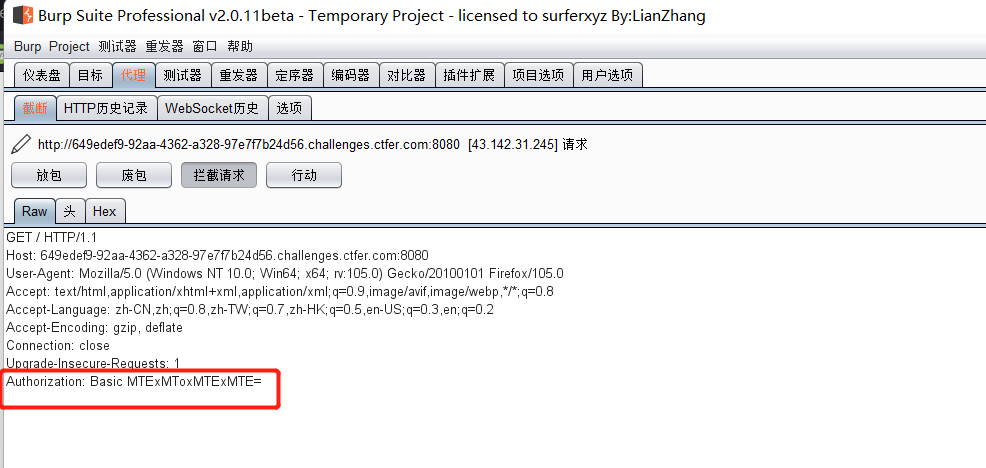 Burp Suite Professional v2.0.11beta - Temporary Project - licensed to surferxyz By:LianZhang
Burp Project 测试器 重发器 窗口 帮助
仪表盘 目标 代理 测试器 重发器 定序器 编码器 对比器 插件扩展 项目选项 用户选项
截断 HTTP历史记录 WebSocket历史 选项
http://649edef9-92aa-4362-a328-97e7f7b24d56.challenges.ctfer.com:8080 [43.142.31.245] 请求
放包 废包 拦截请求 行动
Raw 头 Hex
GET / HTTP/1.1
Host: 649edef9-92aa-4362-a328-97e7f7b24d56.challenges.ctfer.com:8080
User-Agent: Mozilla/5.0 (Windows NT 10.0; Win64; x64; rv:105.0) Gecko/20100101 Firefox/105.0
Accept: text/html,application/xhtml+xml,application/xml;q=0.9,image/avif,image/webp,*/*;q=0.8
Accept-Language: zh-CN,zh;q=0.8,zh-TW;q=0.7,zh-HK;q=0.5,en-US;q=0.3,en;q=0.2
Accept-Encoding: gzip, deflate
Connection: close
Upgrade-Insecure-Requests: 1
Authorization: Basic MTExMToxMTExMTE=